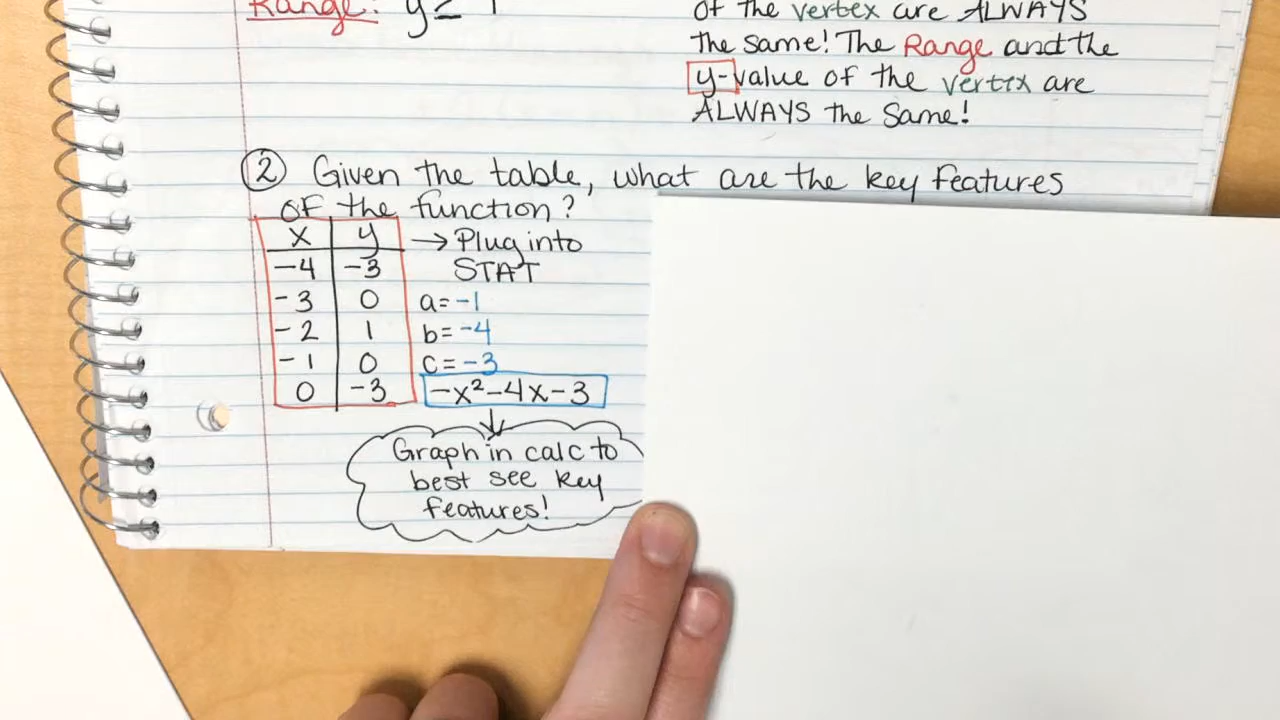 Range: y ≤ 1
of the vertex are ALWAYS
the same! The Range and the
y-value of the vertex are
ALWAYS the same!
② Given the table, what are the key features
of the function?
x y → Plug into
-4 -3 STAT
-3 0 a = -1
-2 1 b = -4
-1 0 c = -3
0 -3 -x²-4x-3
↓
Graph in calc to
best see key
features!